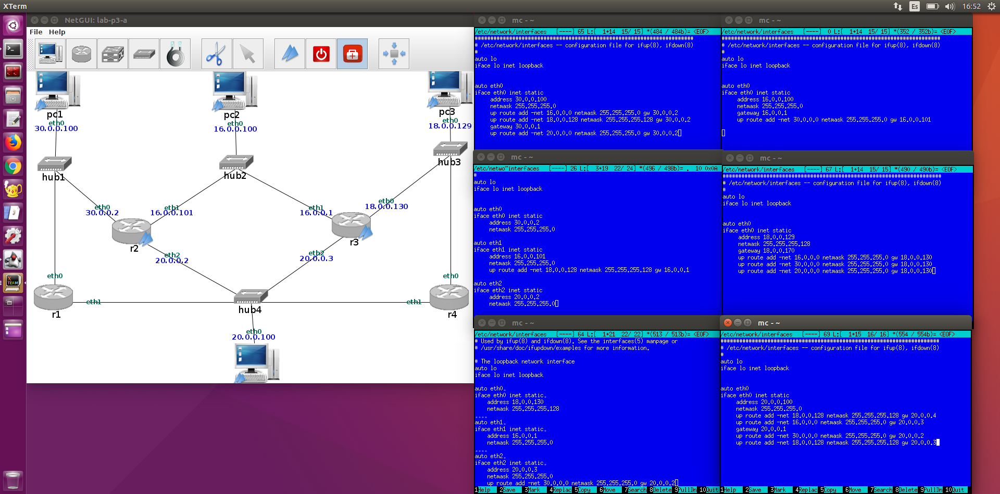 XTerm
Es
16:52
NetGUI: lab-p3-a
File Help
pc1
eth0
30.0.0.100
pc2
eth0
16.0.0.100
pc3
eth0
18.0.0.129
hub1
hub2
hub3
eth0
30.0.0.2
eth1
16.0.0.101
eth1
16.0.0.1
eth0
18.0.0.130
r2
r3
eth2
20.0.0.2
eth2
20.0.0.3
eth0
eth0
eth1
eth1
r1
hub4
r4
eth0
20.0.0.100
XTERM
mc - ~
/etc/network/interfaces [----] 65 L:[ 1+14 15/ 15] *(484 / 484b)= <EOF>
# /etc/network/interfaces -- configuration file for ifup(8), ifdown(8)
#
auto lo
iface lo inet loopback
auto eth0
iface eth0 inet static
address 30.0.0.100
netmask 255.255.255.0
up route add -net 16.0.0.0 netmask 255.255.255.0 gw 30.0.0.2
up route add -net 18.0.0.128 netmask 255.255.255.128 gw 30.0.0.2
gateway 30.0.0.1
up route add -net 20.0.0.0 netmask 255.255.255.0 gw 30.0.0.2
mc - ~
/etc/network/interfaces [----] 0 L:[ 1+14 15/ 15] *(352 / 352b)= <EOF>
# /etc/network/interfaces -- configuration file for ifup(8), ifdown(8)
#
auto lo
iface lo inet loopback
auto eth0
iface eth0 inet static
address 16.0.0.100
netmask 255.255.255.0
gateway 16.0.0.1
up route add -net 30.0.0.0 netmask 255.255.255.0 gw 16.0.0.101
mc - ~
/etc/netwo~interfaces [----] 26 L:[ 3+19 22/ 24] *(496 / 498b)= . 10 0x0A
#
auto lo
iface lo inet loopback
auto eth0
iface eth0 inet static
address 30.0.0.2
netmask 255.255.255.0
auto eth1
iface eth1 inet static
address 16.0.0.101
netmask 255.255.255.0
up route add -net 18.0.0.128 netmask 255.255.255.128 gw 16.0.0.1
auto eth2
iface eth2 inet static
address 20.0.0.2
netmask 255.255.255.0
mc - ~
/etc/network/interfaces [----] 67 L:[ 1+14 15/ 15] *(490 / 490b)= <EOF>
# /etc/network/interfaces -- configuration file for ifup(8), ifdown(8)
#
auto lo
iface lo inet loopback
auto eth0
iface eth0 inet static
address 18.0.0.129
netmask 255.255.255.128
gateway 18.0.0.170
up route add -net 16.0.0.0 netmask 255.255.255.0 gw 18.0.0.130
up route add -net 30.0.0.0 netmask 255.255.255.0 gw 18.0.0.130
up route add -net 20.0.0.0 netmask 255.255.255.0 gw 18.0.0.130
mc - ~
/etc/network/interfaces [----] 64 L:[ 1+21 22/ 22] *(513 / 513b)= <EOF>
# Used by ifup(8) and ifdown(8). See the interfaces(5) manpage or
# /usr/share/doc/ifupdown/examples for more information.
# The loopback network interface
auto lo
iface lo inet loopback
auto eth0.
iface eth0 inet static.
address 18.0.0.130
netmask 255.255.255.128
....
auto eth1.
iface eth1 inet static.
address 16.0.0.1
netmask 255.255.255.0
....
auto eth2.
iface eth2 inet static.
address 20.0.0.3
netmask 255.255.255.0
up route add -net 30.0.0.0 netmask 255.255.255.0 gw 20.0.0.2
1Help 2Save 3Mark 4Replac 5Copy 6Move 7Search 8Delete 9PullDn 10Quit
mc - ~
/etc/network/interfaces [----] 69 L:[ 1+15 16/ 16] *(554 / 554b)= <EOF>
# /etc/network/interfaces -- configuration file for ifup(8), ifdown(8)
#
auto lo
iface lo inet loopback
auto eth0
iface eth0 inet static
address 20.0.0.100
netmask 255.255.255.0
up route add -net 18.0.0.128 netmask 255.255.255.128 gw 20.0.0.4
up route add -net 16.0.0.0 netmask 255.255.255.0 gw 20.0.0.3
gateway 20.0.0.1
up route add -net 30.0.0.0 netmask 255.255.255.0 gw 20.0.0.2
up route add -net 18.0.0.128 netmask 255.255.255.128 gw 20.0.0.3
1Help 2Save 3Mark 4Replac 5Copy 6Move 7Search 8Delete 9PullDn 10Quit